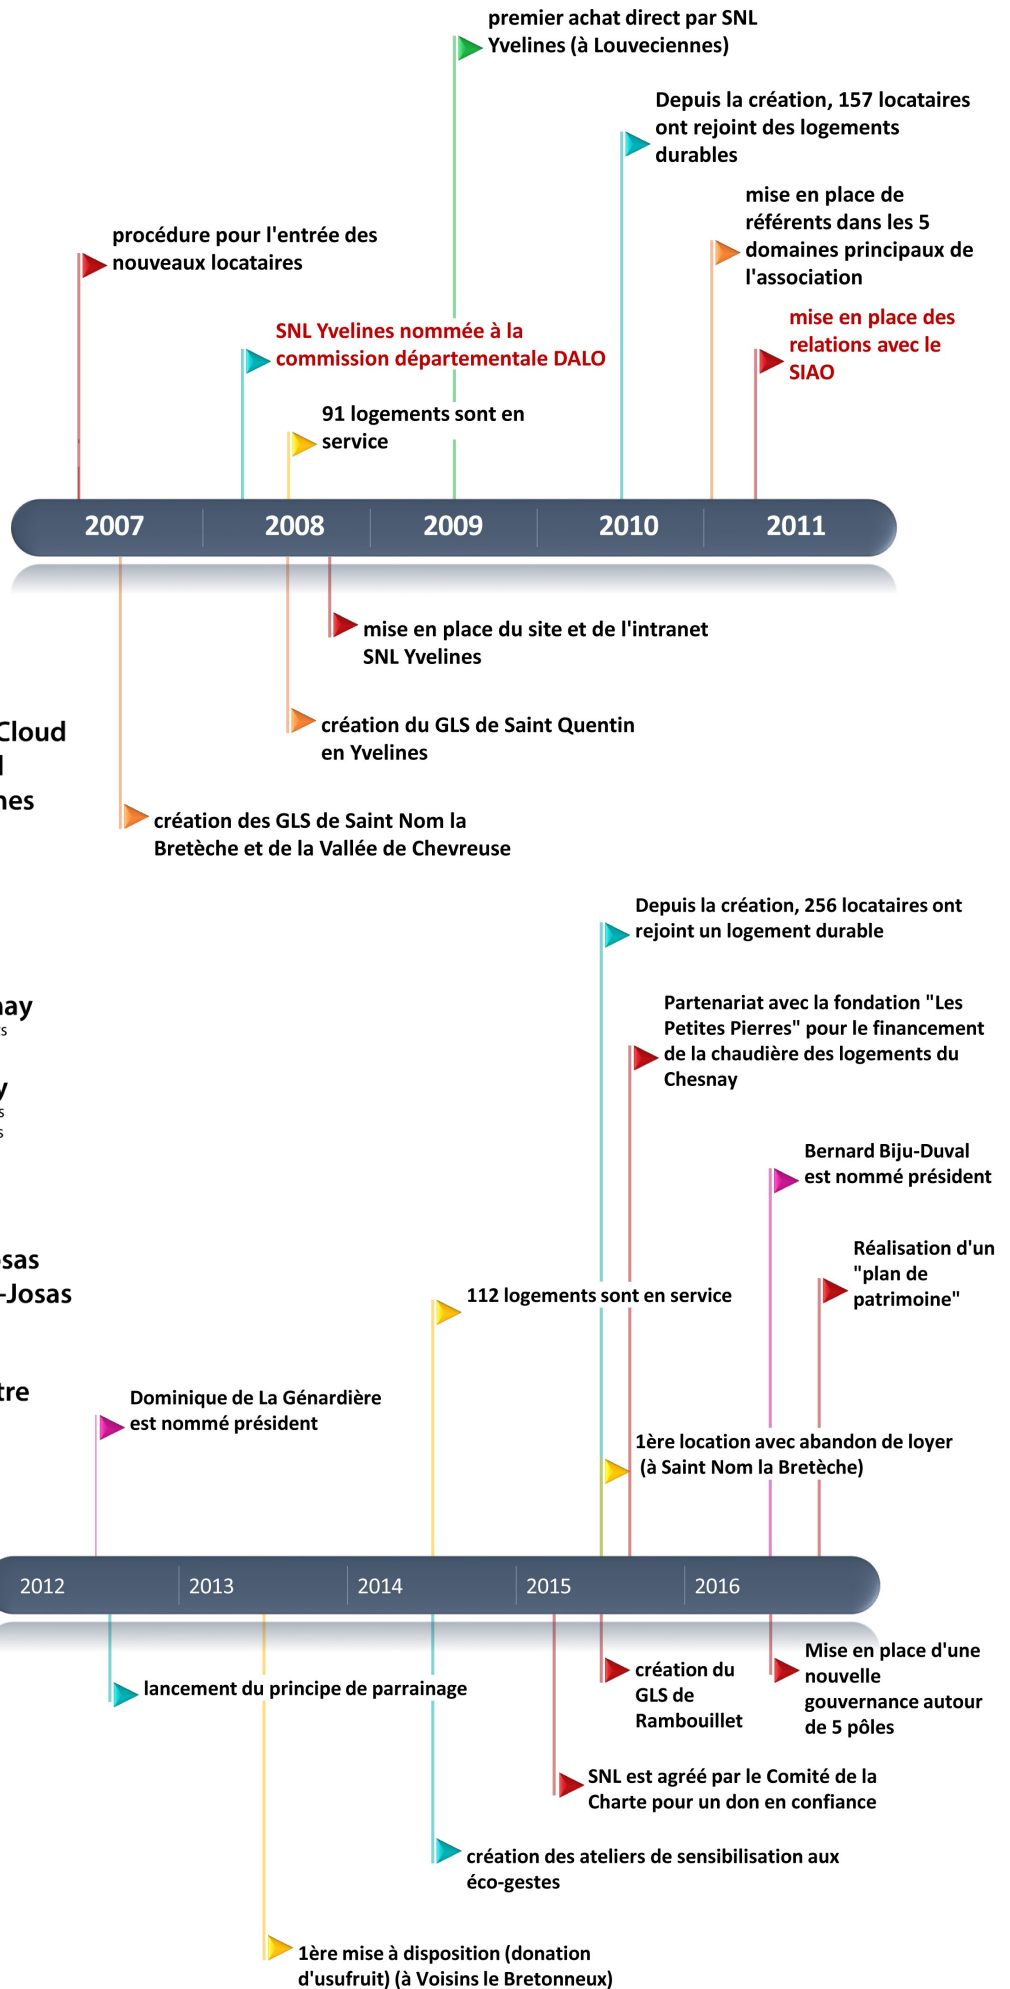 premier achat direct par SNL
Yvelines (à Louveciennes)
Depuis la création, 157 locataires
ont rejoint des logements
durables
mise en place de
référents dans les 5
domaines principaux de
l'association
procédure pour l'entrée des
nouveaux locataires
mise en place des
relations avec le
SIAO
SNL Yvelines nommée à la
commission départementale DALO
91 logements sont en
service
2007
2008
2009
2010
2011
mise en place du site et de l'intranet
SNL Yvelines
création du GLS de Saint Quentin
en Yvelines
Cloud
création des GLS de Saint Nom la
Bretèche et de la Vallée de Chevreuse
Depuis la création, 256 locataires ont
rejoint un logement durable
Partenariat avec la fondation "Les
Petites Pierres" pour le financement
de la chaudière des logements du
Chesnay
Bernard Biju-Duval
est nommé président
Réalisation d'un
"plan de
patrimoine"
-Josas
112 logements sont en service
Dominique de La Génardière
est nommé président
1ère location avec abandon de loyer
(à Saint Nom la Bretèche)
2012
2013
2014
2015
2016
lancement du principe de parrainage
création du
GLS de
Rambouillet
Mise en place d'une
nouvelle
gouvernance autour
de 5 pôles
SNL est agréé par le Comité de la
Charte pour un don en confiance
création des ateliers de sensibilisation aux
éco-gestes
1ère mise à disposition (donation
d'usufruit) (à Voisins le Bretonneux)